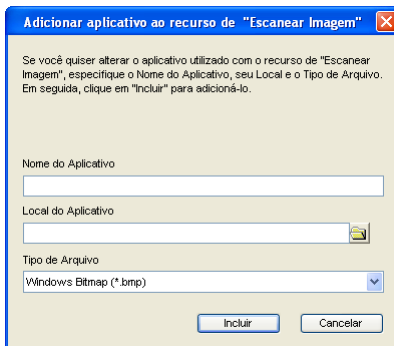 Adicionar aplicativo ao recurso de "Escanear Imagem"
Se você quiser alterar o aplicativo utilizado com o recurso de "Escanear
Imagem", especifique o Nome do Aplicativo, seu Local e o Tipo de Arquivo.
Em seguida, clique em "Incluir" para adicioná-lo.
Nome do Aplicativo
Local do Aplicativo
Tipo de Arquivo
Windows Bitmap (*.bmp)
Incluir Cancelar